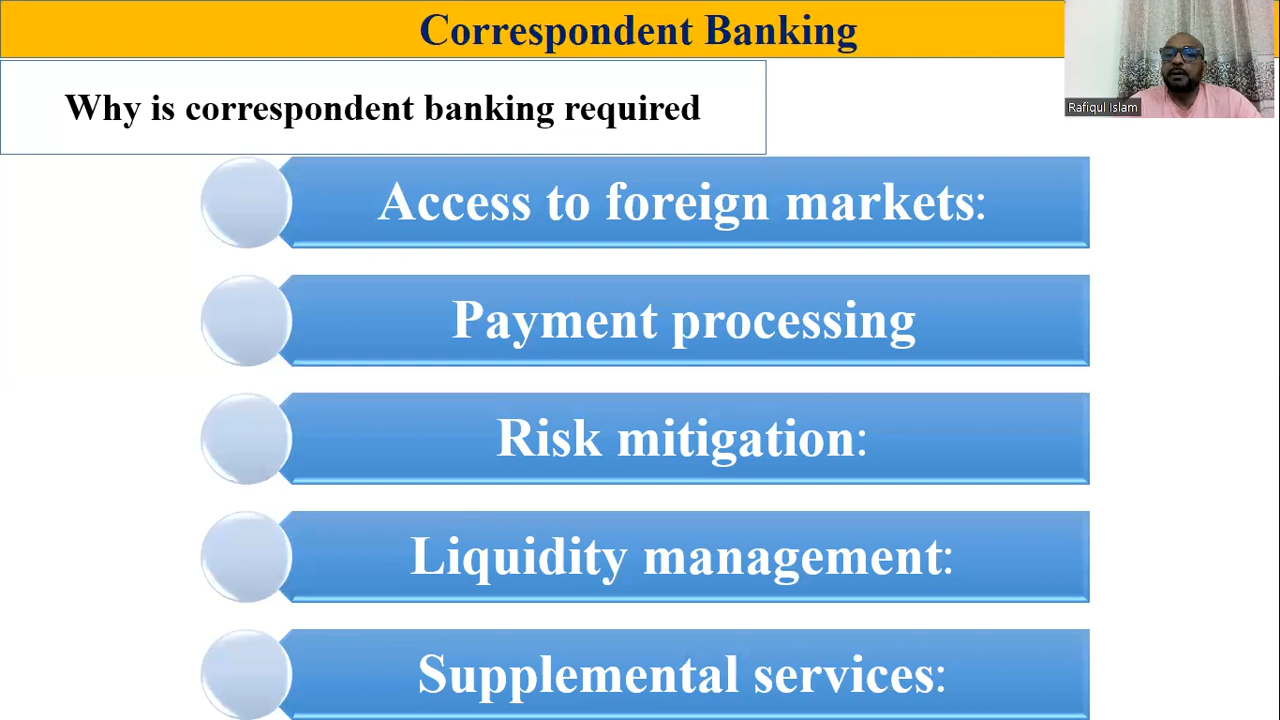 Correspondent Banking
Rafiqul Islam
Why is correspondent banking required
Access to foreign markets:
Payment processing
Risk mitigation:
Liquidity management:
Supplemental services: